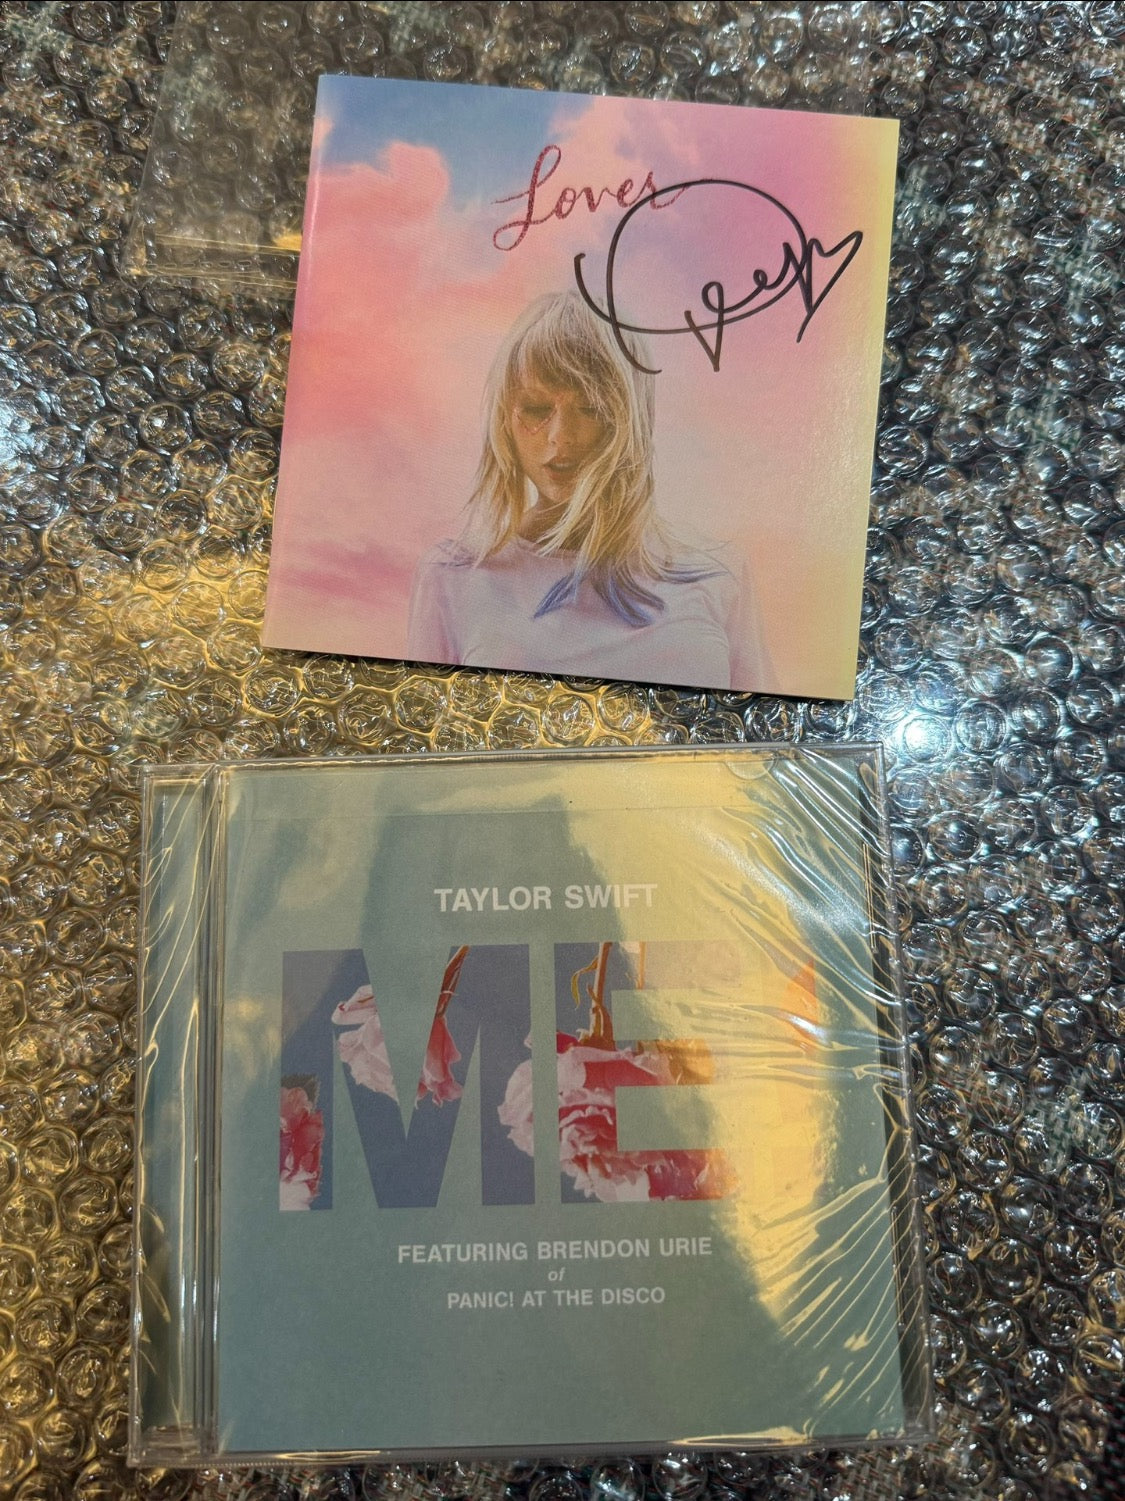 Lover
TAYLOR SWIFT
ME
FEATURING BRENDON URIE
of
PANIC! AT THE DISCO